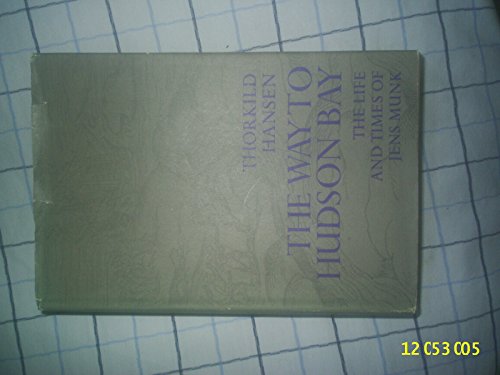 THORKILD
HANSEN
THE WAY TO
HUDSON BAY
THE LIFE
AND TIMES OF
JENS MUNK
12 053 005